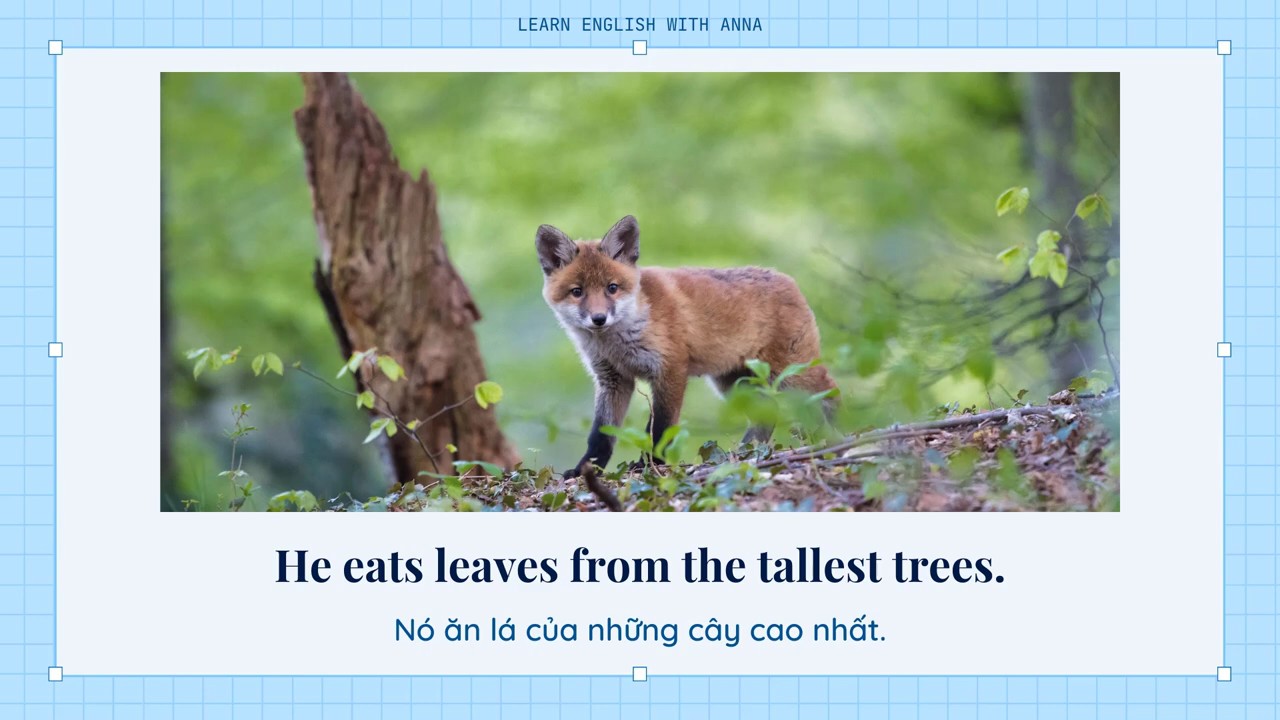 LEARN ENGLISH WITH ANNA
He eats leaves from the tallest trees.
Nó ăn lá của những cây cao nhất.